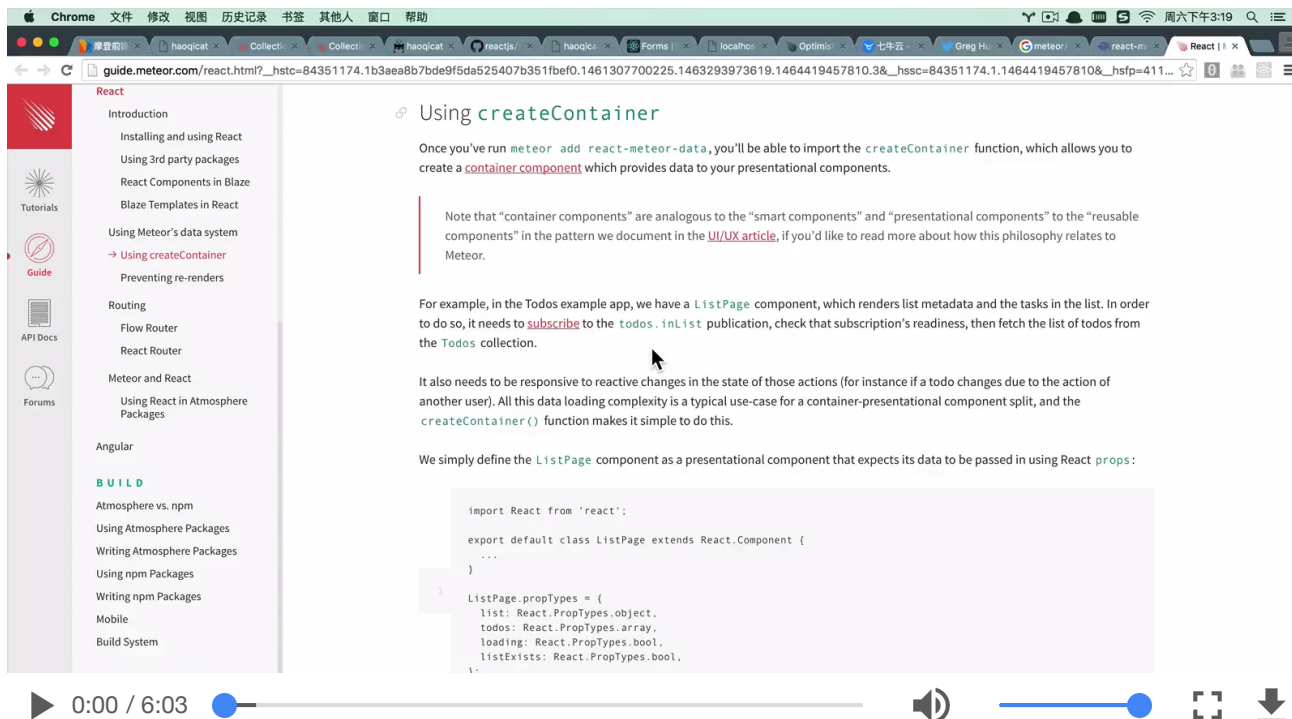 Chrome 文件 修改 视图 历史记录 书签 其他人 窗口 帮助 周六下午3:19
摩登前端 haoqicat Collectic Collectic haoqicat reactjs/ haoqica Forms | localhos Optimis 七牛云 - Greg Hu meteor/ react-m React | M
guide.meteor.com/react.html?__hstc=84351174.1b3aea8b7bde9f5da525407b351fbef0.1461307700225.1463293973619.1464419457810.3&__hssc=84351174.1.1464419457810&__hsfp=411...
Tutorials
Guide
API Docs
Forums
React
Introduction
Installing and using React
Using 3rd party packages
React Components in Blaze
Blaze Templates in React
Using Meteor's data system
→ Using createContainer
Preventing re-renders
Routing
Flow Router
React Router
Meteor and React
Using React in Atmosphere
Packages
Angular
BUILD
Atmosphere vs. npm
Using Atmosphere Packages
Writing Atmosphere Packages
Using npm Packages
Writing npm Packages
Mobile
Build System
Using createContainer
Once you've run meteor add react-meteor-data, you'll be able to import the createContainer function, which allows you to
create a container component which provides data to your presentational components.
Note that “container components” are analogous to the “smart components” and “presentational components” to the “reusable
components” in the pattern we document in the UI/UX article, if you'd like to read more about how this philosophy relates to
Meteor.
For example, in the Todos example app, we have a ListPage component, which renders list metadata and the tasks in the list. In order
to do so, it needs to subscribe to the todos.inList publication, check that subscription's readiness, then fetch the list of todos from
the Todos collection.
It also needs to be responsive to reactive changes in the state of those actions (for instance if a todo changes due to the action of
another user). All this data loading complexity is a typical use-case for a container-presentational component split, and the
createContainer() function makes it simple to do this.
We simply define the ListPage component as a presentational component that expects its data to be passed in using React props:
1
import React from 'react';
export default class ListPage extends React.Component {
...
}
ListPage.propTypes = {
list: React.PropTypes.object,
todos: React.PropTypes.array,
loading: React.PropTypes.bool,
listExists: React.PropTypes.bool,
};
0:00 / 6:03